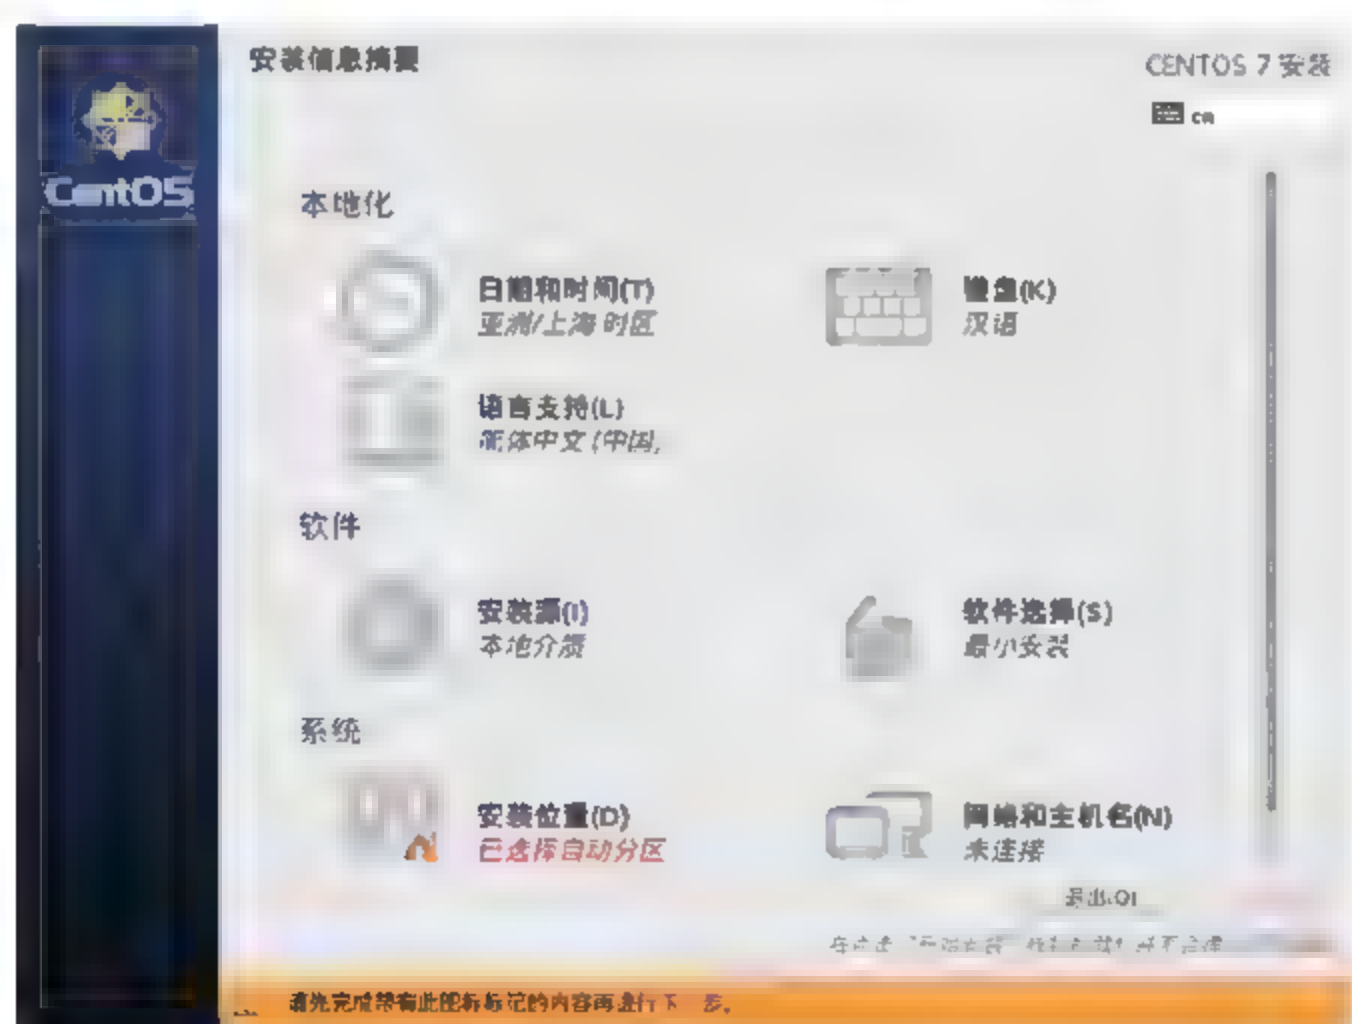 安装信息摘要
CENTOS 7 安装
cn
CentOS
本地化
日期和时间(T)
亚洲/上海 时区
键盘(K)
汉语
语言支持(L)
简体中文 (中国)
软件
安装源(I)
本地介质
软件选择(S)
最小安装
系统
安装位置(D)
已选择自动分区
网络和主机名(N)
未连接
退出(Q)
请先完成带有此图标标记的内容再进行下一步。